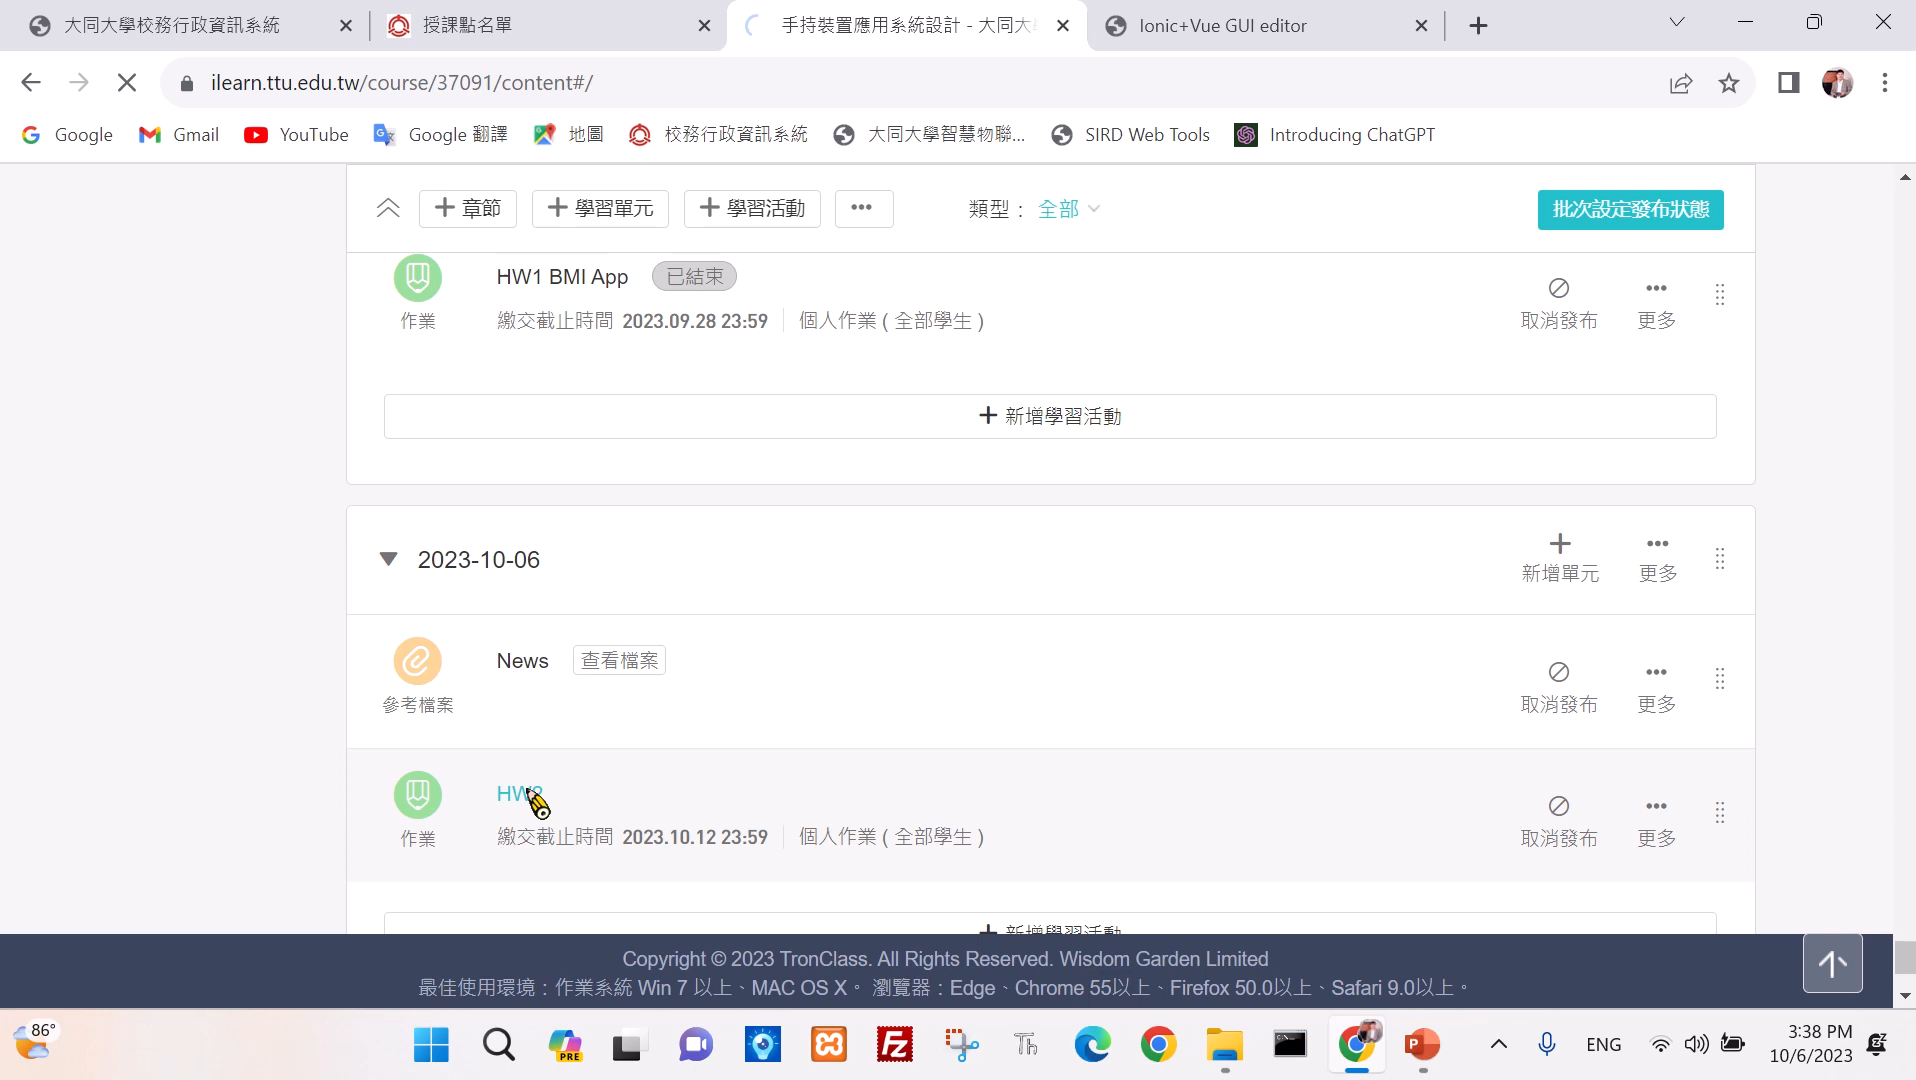 大同大學校務行政資訊系統
授課點名單
手持裝置應用系統設計 - 大同大
Ionic+Vue GUI editor
ilearn.ttu.edu.tw/course/37091/content#/
Google
Gmail
YouTube
Google 翻譯
地圖
校務行政資訊系統
大同大學智慧物聯...
SIRD Web Tools
Introducing ChatGPT
章節
學習單元
學習活動
類型： 全部
批次設定發布狀態
HW1 BMI App 已結束
作業
繳交截止時間 2023.09.28 23:59 個人作業 ( 全部學生 )
取消發布
更多
新增學習活動
2023-10-06
新增單元
更多
News 查看檔案
參考檔案
取消發布
更多
HW2
作業
繳交截止時間 2023.10.12 23:59 個人作業 ( 全部學生 )
取消發布
更多
新增學習活動
Copyright © 2023 TronClass. All Rights Reserved. Wisdom Garden Limited
最佳使用環境：作業系統 Win 7 以上、MAC OS X。 瀏覽器：Edge、Chrome 55以上、Firefox 50.0以上、Safari 9.0以上。
86°
PRE
Fz
Th
P
ENG
3:38 PM
10/6/2023